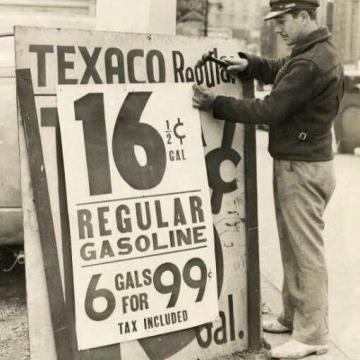 TEXACO Regular
16 1/2 ¢
GAL
REGULAR
GASOLINE
6 GALS FOR 99¢
TAX INCLUDED
¢
Gal.